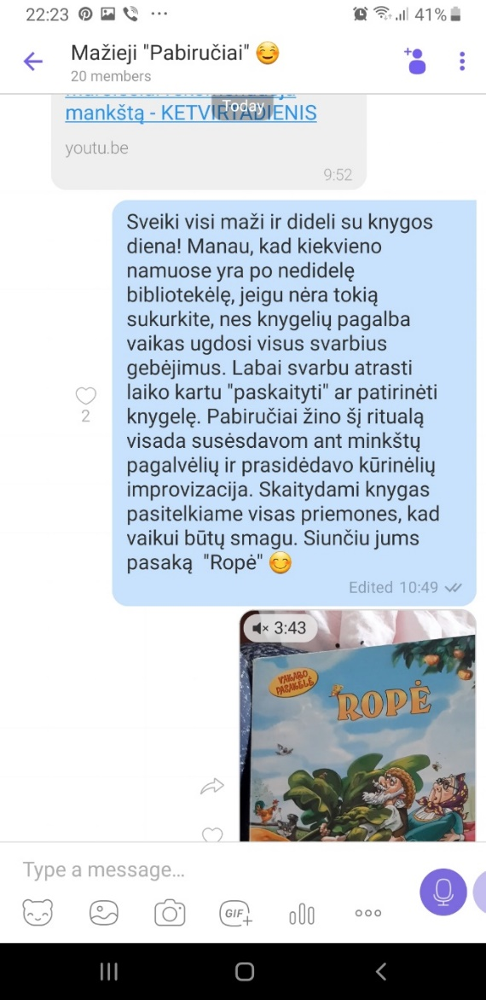 22:23
41%
Mažieji "Pabiručiai" 😊
20 members
Today
mankštą - KETVIRTADIENIS
youtu.be
9:52
Sveiki visi maži ir dideli su knygos
diena! Manau, kad kiekvieno
namuose yra po nedidelę
bibliotekėlę, jeigu nėra tokią
sukurkite, nes knygelių pagalba
vaikas ugdosi visus svarbius
gebėjimus. Labai svarbu atrasti
laiko kartu "paskaityti" ar patirinėti
knygelę. Pabiručiai žino šį ritualą
visada susėsdavom ant minkštų
pagalvėlių ir prasidėdavo kūrinėlių
improvizacija. Skaitydami knygas
pasitelkiame visas priemones, kad
vaikui būtų smagu. Siunčiu jums
pasaką "Ropė" 😊
2
Edited 10:49
3:43
VAKARO
PASAKĖLĖ
ROPĖ
Type a message...
GIF